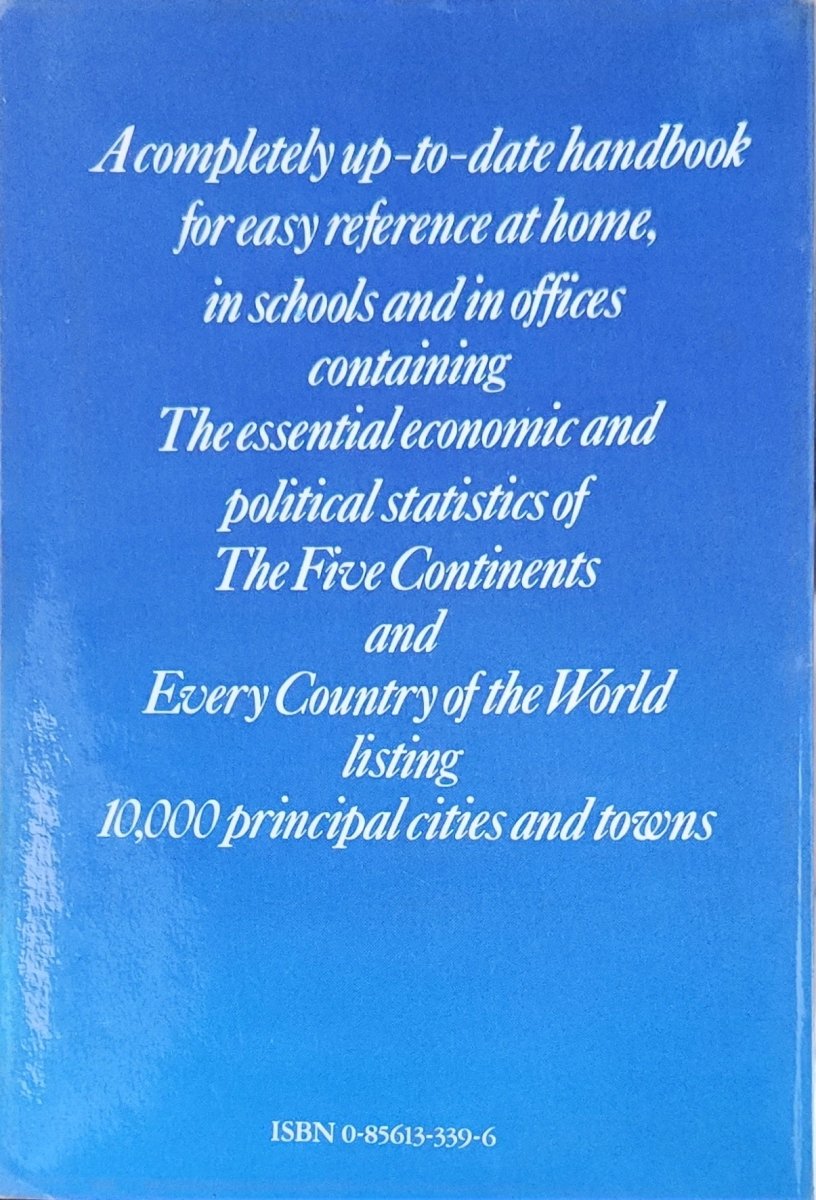 A completely up-to-date handbook
for easy reference at home,
in schools and in offices
containing
The essential economic and
political statistics of
The Five Continents
and
Every Country of the World
listing
10,000 principal cities and towns
ISBN 0-85613-339-6